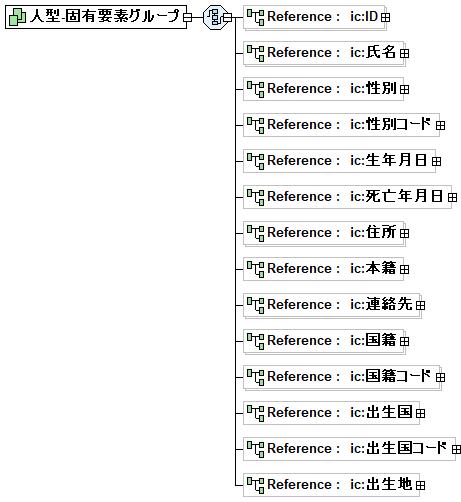 人型-固有要素グループ
Reference : ic:ID
Reference : ic:氏名
Reference : ic:性別
Reference : ic:性別コード
Reference : ic:生年月日
Reference : ic:死亡年月日
Reference : ic:住所
Reference : ic:本籍
Reference : ic:連絡先
Reference : ic:国籍
Reference : ic:国籍コード
Reference : ic:出生国
Reference : ic:出生国コード
Reference : ic:出生地